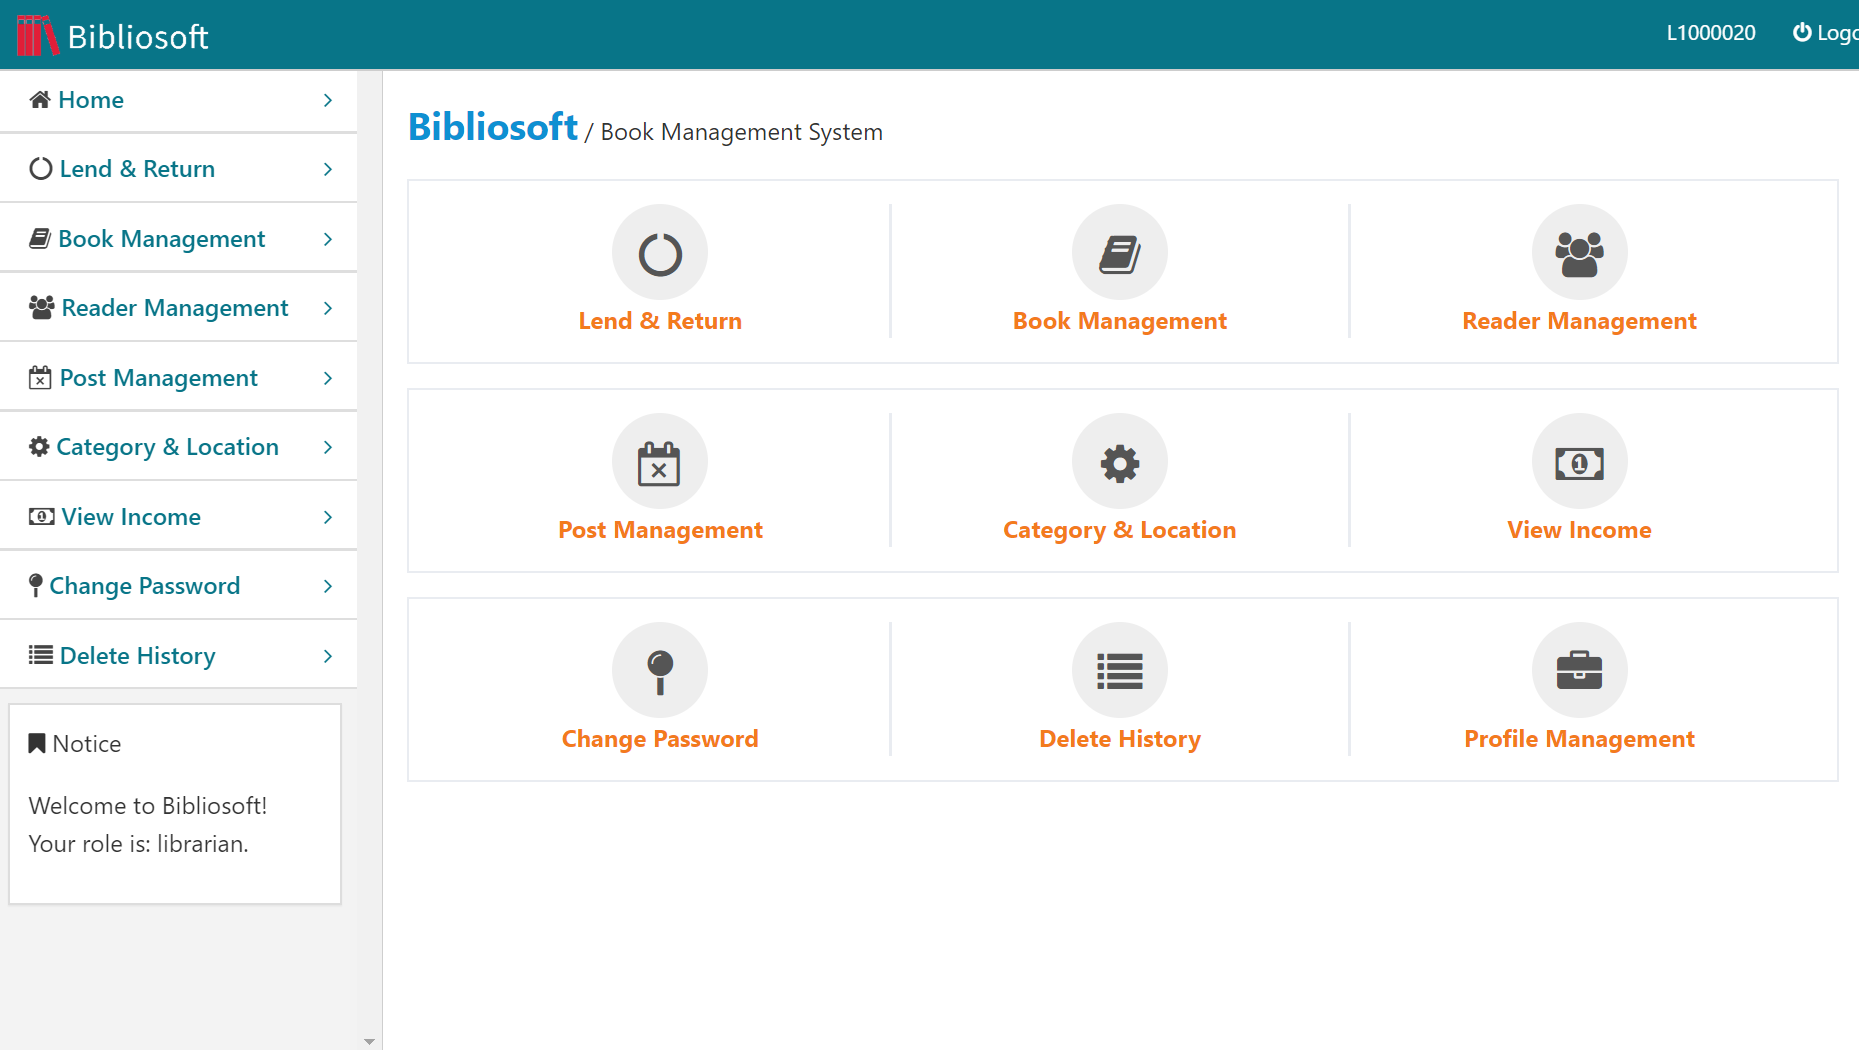 Bibliosoft
L1000020
Logo
Home
Lend & Return
Book Management
Reader Management
Post Management
Category & Location
View Income
Change Password
Delete History
Notice
Welcome to Bibliosoft!
Your role is: librarian.
Bibliosoft / Book Management System
Lend & Return
Book Management
Reader Management
Post Management
Category & Location
View Income
Change Password
Delete History
Profile Management